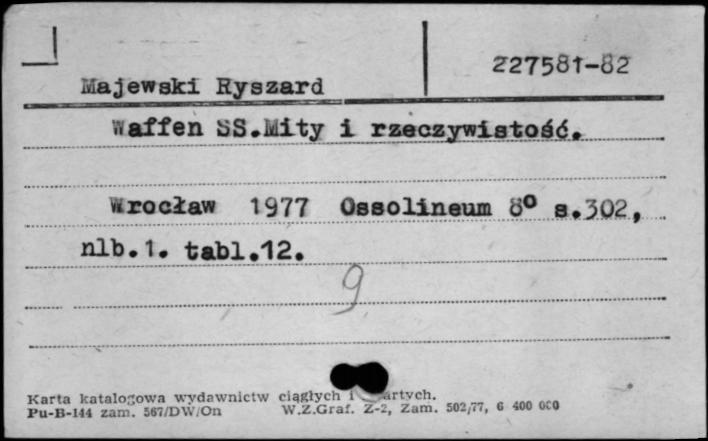 227581-82
Majewski Ryszard
Waffen SS.Mity i rzeczywistość.
Wrocław 1977 Ossolineum 8° s.302,
nlb.1. tabl.12.
9
Karta katalogowa wydawnictw ciągłych i artych.
Pu-B-144 zam. 567/DW/On W.Z.Graf. Z-2, Zam. 502/77, 6 400 000